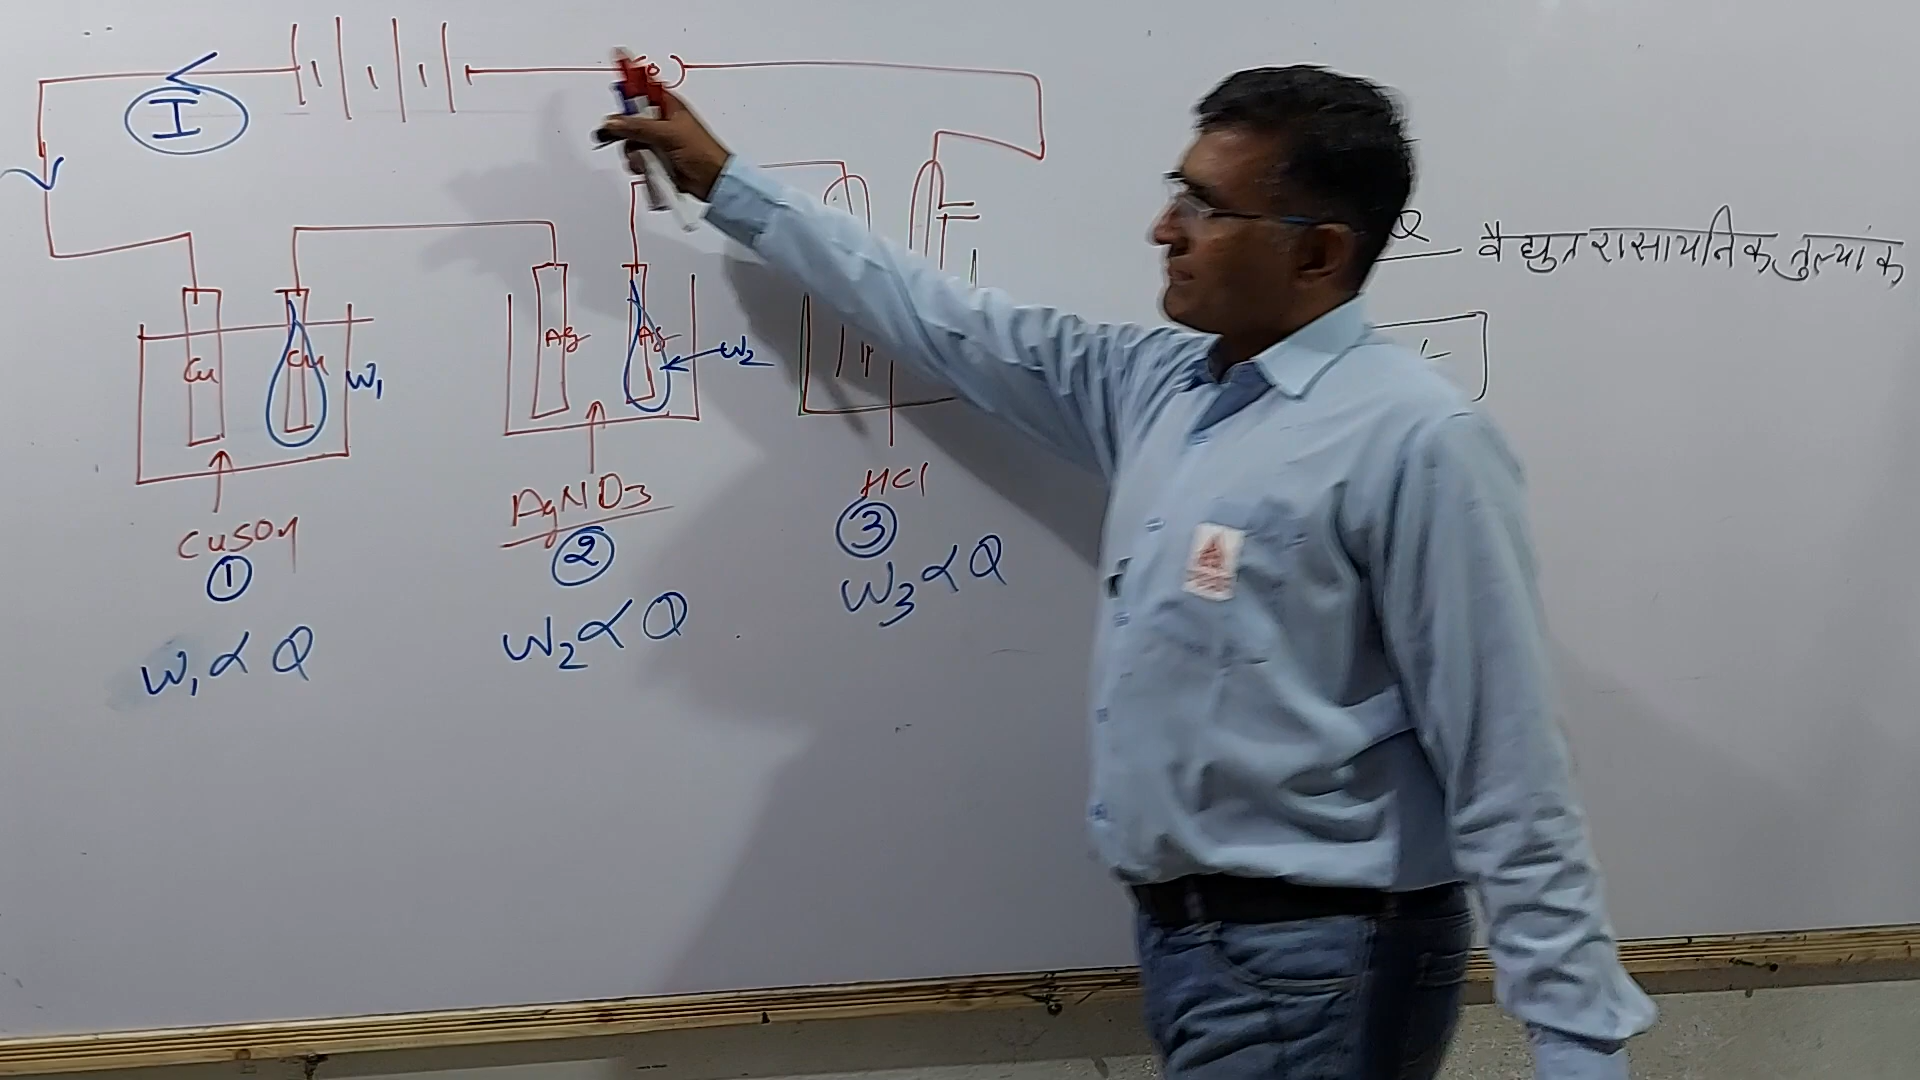 I
Cu
Cu
W₁
Ag
Ag
W₂
CuSO4
①
AgNO3
②
HCl
③
W₁ ∝ Q
W₂ ∝ Q
W₃ ∝ Q
Q
वैद्युत रासायनिक तुल्यांक